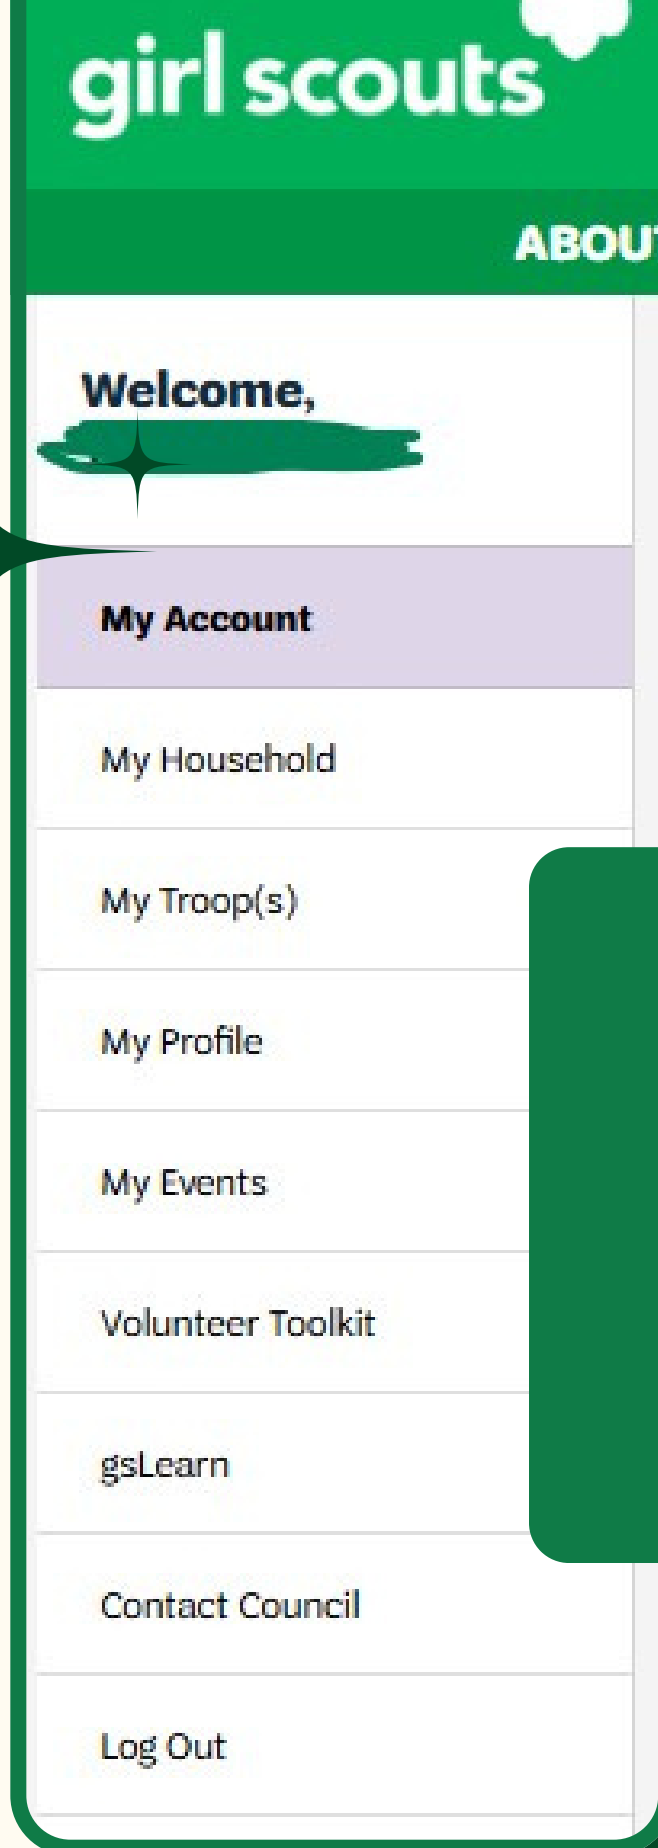 girl scouts
ABOUT
Welcome,
My Account
My Household
My Troop(s)
My Profile
My Events
Volunteer Toolkit
gsLearn
Contact Council
Log Out